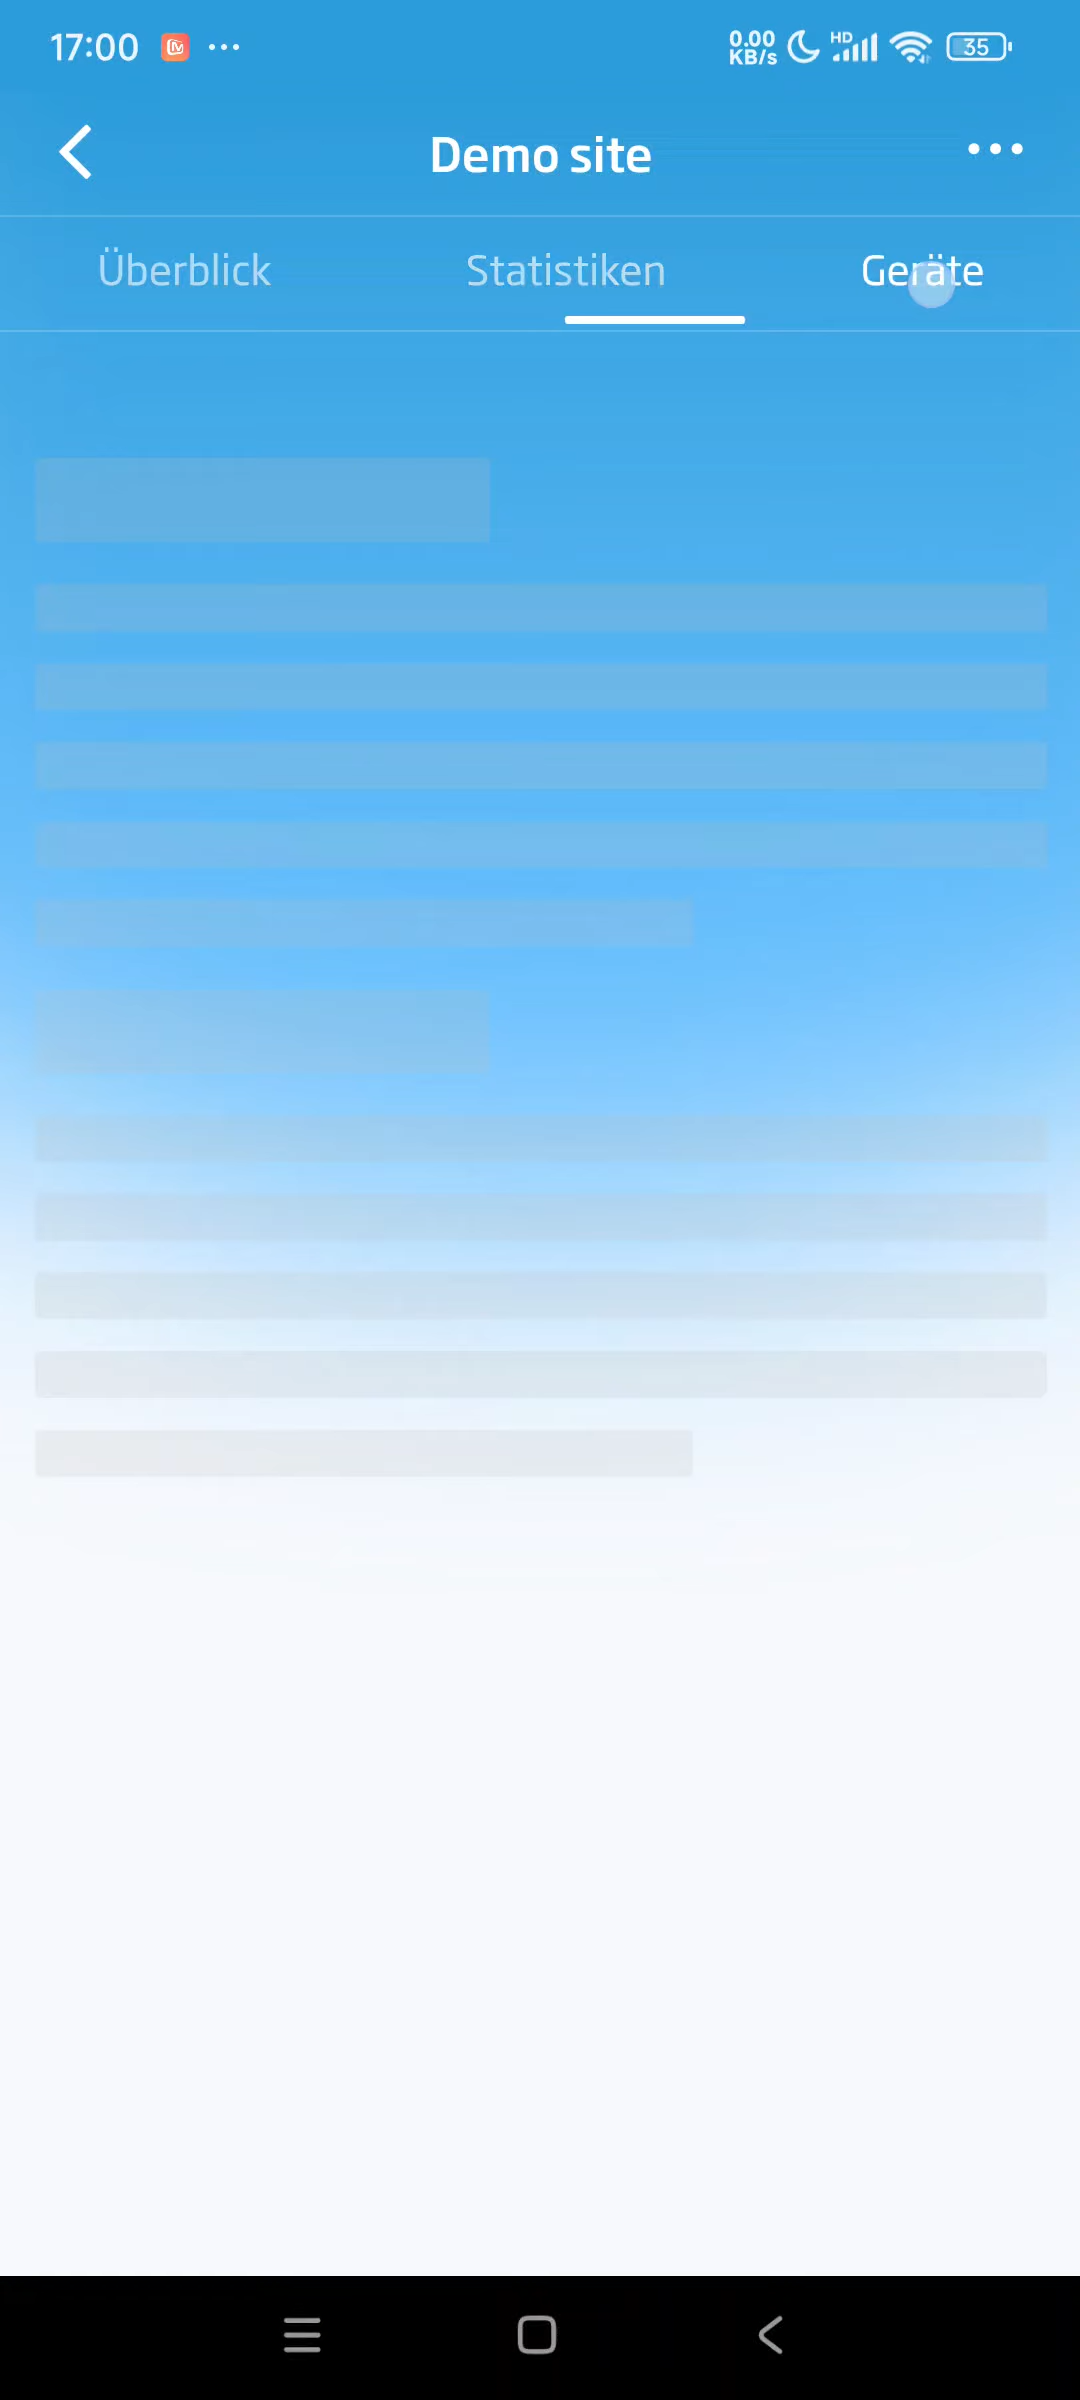 17:00
0.00
KB/s
HD
35
Demo site
Überblick
Statistiken
Geräte